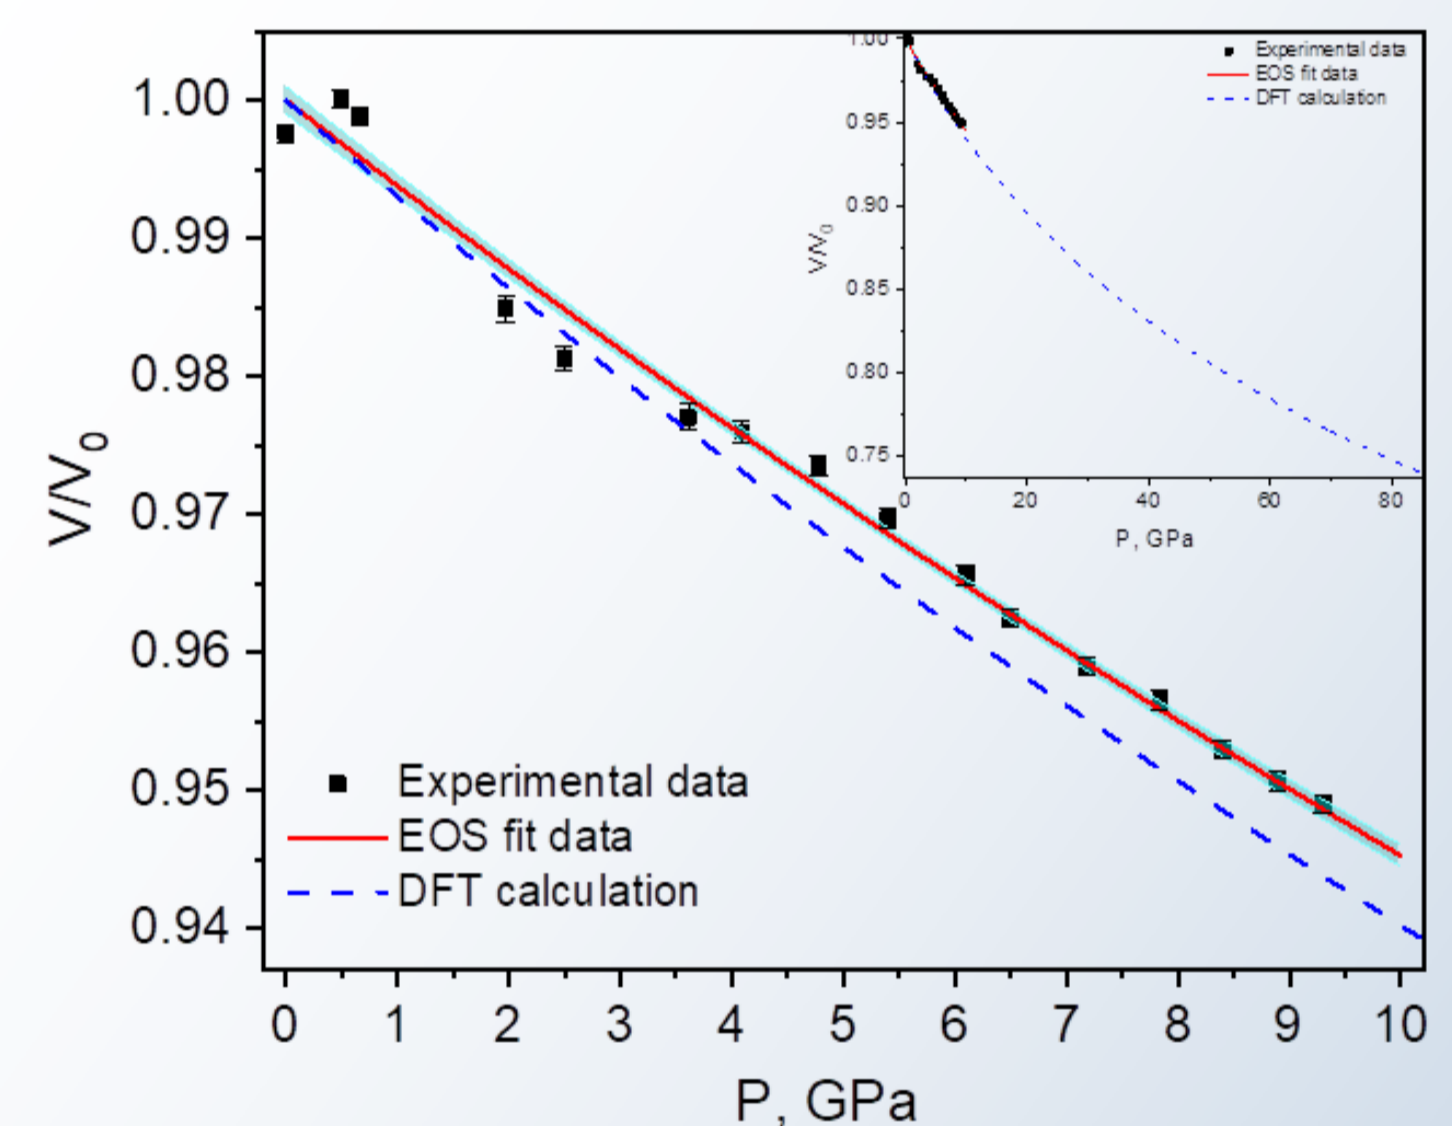 1.00
0.99
0.98
0.97
0.96
0.95
0.94
V/V0
0 1 2 3 4 5 6 7 8 9 10
P, GPa
Experimental data
EOS fit data
DFT calculation
1.00
0.95
0.90
0.85
0.80
0.75
V/V0
0 20 40 60 80
P, GPa
Experimental data
EOS fit data
DFT calculation